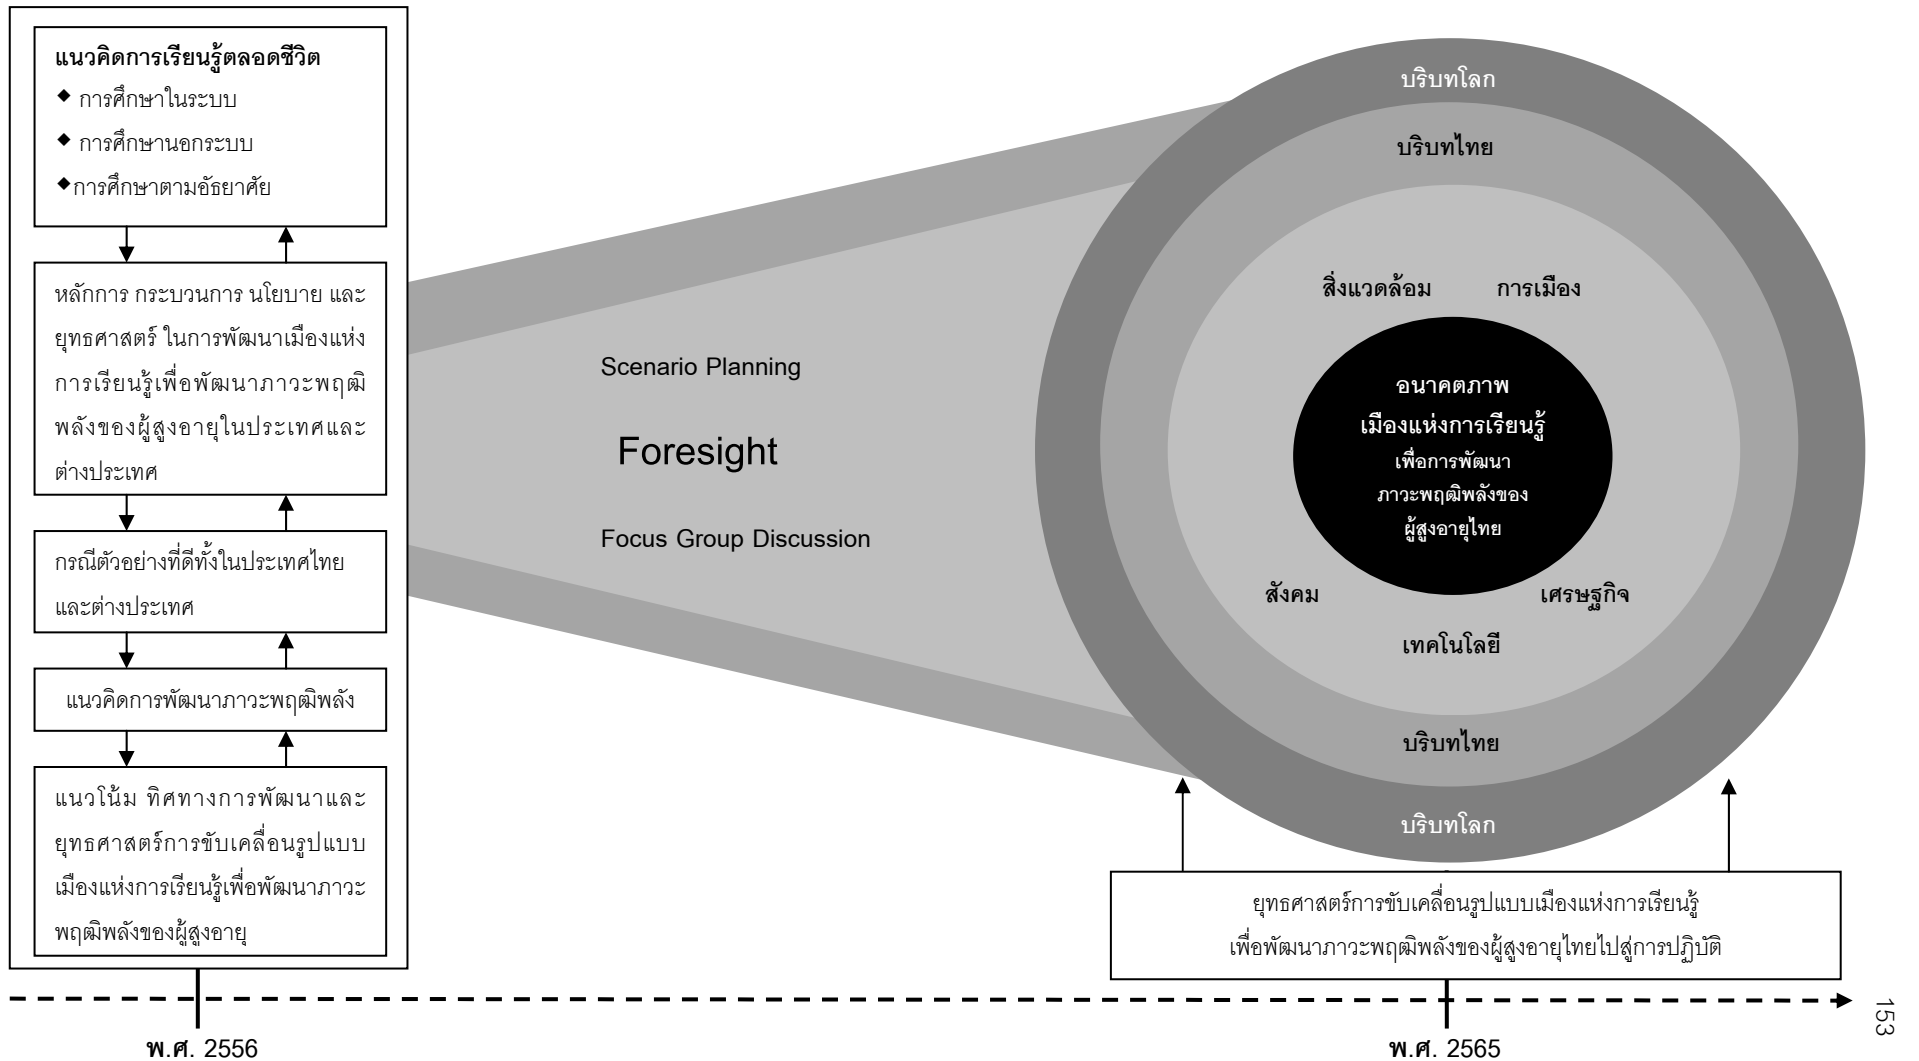 แนวคิดการเรียนรู้ตลอดชีวิต
◆ การศึกษาในระบบ
◆ การศึกษานอกระบบ
◆การศึกษาตามอัธยาศัย
หลักการ กระบวนการ นโยบาย และ
ยุทธศาสตร์ ในการพัฒนาเมืองแห่ง
การเรียนรู้เพื่อพัฒนาภาวะพฤฒ
พลังของผู้สูงอายุในประเทศและ
ต่างประเทศ
กรณีตัวอย่างที่ดีทั้งในประเทศไทย
และต่างประเทศ
แนวคิดการพัฒนาภาวะพฤฒพลัง
แนวโน้ม ทิศทางการพัฒนาและ
ยุทธศาสตร์การขับเคลื่อนรูปแบบ
เมืองแห่งการเรียนรู้เพื่อพัฒนาภาวะ
พฤฒพลังของผู้สูงอายุ
Scenario Planning
Foresight
Focus Group Discussion
บริบทโลก
บริบทไทย
สิ่งแวดล้อม การเมือง
อนาคตภาพ
เมืองแห่งการเรียนรู้
เพื่อการพัฒนา
ภาวะพฤฒพลังของ
ผู้สูงอายุไทย
สังคม เศรษฐกิจ
เทคโนโลยี
บริบทไทย
บริบทโลก
ยุทธศาสตร์การขับเคลื่อนรูปแบบเมืองแห่งการเรียนรู้
เพื่อพัฒนาภาวะพฤฒพลังของผู้สูงอายุไทยไปสู่การปฏิบัติ
พ.ศ. 2556
พ.ศ. 2565
153